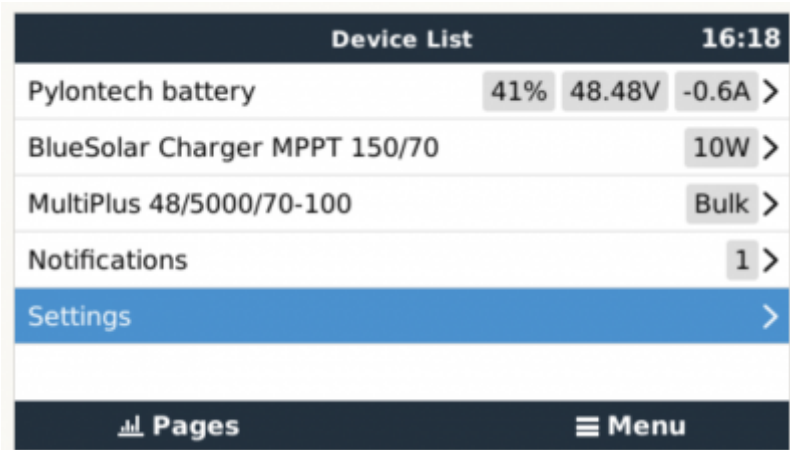 Device List 16:18
Pylontech battery 41% 48.48V -0.6A
BlueSolar Charger MPPT 150/70 10W
MultiPlus 48/5000/70-100 Bulk
Notifications 1
Settings
Pages Menu